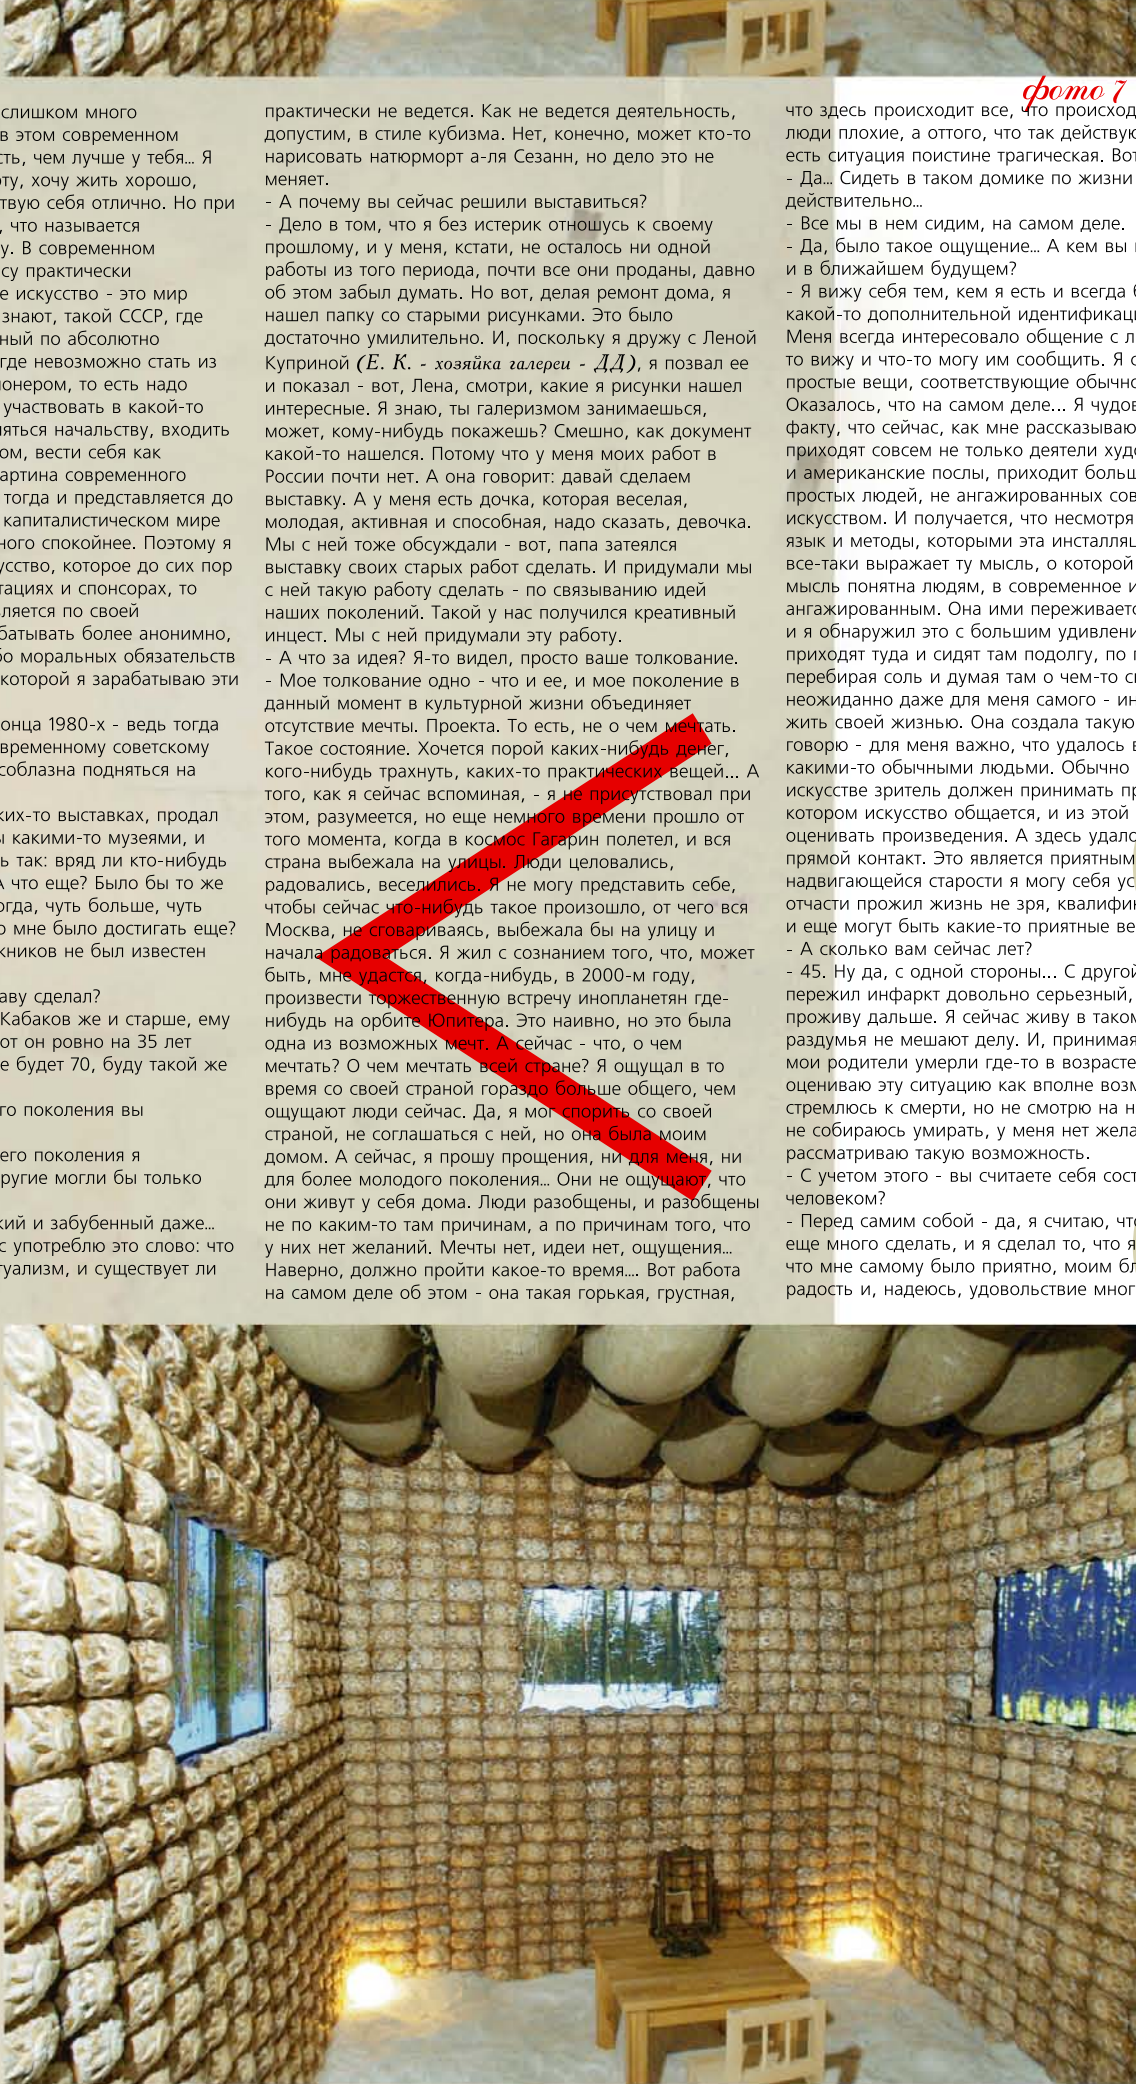 слишком много
в этом современном
сть, чем лучше у тебя... Я
оту, хочу жить хорошо,
твую себя отлично. Но при
, что называется
у. В современном
су практически
е искусство - это мир
знают, такой СССР, где
ный по абсолютно
где невозможно стать из
ионером, то есть надо
участвовать в какой-то
няться начальству, входить
ом, вести себя как
артина современного
тогда и представляется до
капиталистическом мире
ного спокойнее. Поэтому я
усство, которое до сих пор
тациях и спонсорах, то
вляется по своей
батывать более анонимно,
бо моральных обязательств
которой я зарабатываю эти
онца 1980-х - ведь тогда
временному советскому
соблазна подняться на
ких-то выставках, продал
ы какими-то музеями, и
ь так: вряд ли кто-нибудь
А что еще? Было бы то же
огда, чуть больше, чуть
о мне было достигать еще?
жников не был известен
аву сделал?
Кабаков же и старше, ему
от он ровно на 35 лет
е будет 70, буду такой же
го поколения вы
его поколения я
ругие могли бы только
кий и забубенный даже...
с употреблю это слово: что
туализм, и существует ли
практически не ведется. Как не ведется деятельность,
допустим, в стиле кубизма. Нет, конечно, может кто-то
нарисовать натюрморт а-ля Сезанн, но дело это не
меняет.
- А почему вы сейчас решили выставиться?
- Дело в том, что я без истерик отношусь к своему
прошлому, и у меня, кстати, не осталось ни одной
работы из того периода, почти все они проданы, давно
об этом забыл думать. Но вот, делая ремонт дома, я
нашел папку со старыми рисунками. Это было
достаточно умилительно. И, поскольку я дружу с Леной
Куприной (Е. К. - хозяйка галереи - ДД), я позвал ее
и показал - вот, Лена, смотри, какие я рисунки нашел
интересные. Я знаю, ты галеризмом занимаешься,
может, кому-нибудь покажешь? Смешно, как документ
какой-то нашелся. Потому что у меня моих работ в
России почти нет. А она говорит: давай сделаем
выставку. А у меня есть дочка, которая веселая,
молодая, активная и способная, надо сказать, девочка.
Мы с ней тоже обсуждали - вот, папа затеялся
выставку своих старых работ сделать. И придумали мы
с ней такую работу сделать - по связыванию идей
наших поколений. Такой у нас получился креативный
инцест. Мы с ней придумали эту работу.
- А что за идея? Я-то видел, просто ваше толкование.
- Мое толкование одно - что и ее, и мое поколение в
данный момент в культурной жизни объединяет
отсутствие мечты. Проекта. То есть, не о чем мечтать.
Такое состояние. Хочется порой каких-нибудь денег,
кого-нибудь трахнуть, каких-то практических вещей... А
того, как я сейчас вспоминая, - я не присутствовал при
этом, разумеется, но еще немного времени прошло от
того момента, когда в космос Гагарин полетел, и вся
страна выбежала на улицы. Люди целовались,
радовались, веселились. Я не могу представить себе,
чтобы сейчас что-нибудь такое произошло, от чего вся
Москва, не сговариваясь, выбежала бы на улицу и
начала радоваться. Я жил с сознанием того, что, может
быть, мне удастся, когда-нибудь, в 2000-м году,
произвести торжественную встречу инопланетян где-
нибудь на орбите Юпитера. Это наивно, но это была
одна из возможных мечт. А сейчас - что, о чем
мечтать? О чем мечтать всей стране? Я ощущал в то
время со своей страной гораздо больше общего, чем
ощущают люди сейчас. Да, я мог спорить со своей
страной, не соглашаться с ней, но она была моим
домом. А сейчас, я прошу прощения, ни для меня, ни
для более молодого поколения... Они не ощущают, что
они живут у себя дома. Люди разобщены, и разобщены
не по каким-то там причинам, а по причинам того, что
у них нет желаний. Мечты нет, идеи нет, ощущения...
Наверно, должно пройти какое-то время.... Вот работа
на самом деле об этом - она такая горькая, грустная,
фото 7
что здесь происходит все, что происход
люди плохие, а оттого, что так действую
есть ситуация поистине трагическая. Вот
- Да... Сидеть в таком домике по жизни
действительно...
- Все мы в нем сидим, на самом деле.
- Да, было такое ощущение... А кем вы
и в ближайшем будущем?
- Я вижу себя тем, кем я есть и всегда
какой-то дополнительной идентификац
Меня всегда интересовало общение с л
то вижу и что-то могу им сообщить. Я
простые вещи, соответствующие обычно
Оказалось, что на самом деле... Я чудов
факту, что сейчас, как мне рассказываю
приходят совсем не только деятели худо
и американские послы, приходит больш
простых людей, не ангажированных сов
искусством. И получается, что несмотря
язык и методы, которыми эта инсталляц
все-таки выражает ту мысль, о которой
мысль понятна людям, в современное и
ангажированным. Она ими переживаетс
и я обнаружил это с большим удивлени
приходят туда и сидят там подолгу, по
перебирая соль и думая там о чем-то с
неожиданно даже для меня самого - ин
жить своей жизнью. Она создала такую
говорю - для меня важно, что удалось в
какими-то обычными людьми. Обычно
искусстве зритель должен принимать пр
котором искусство общается, и из этой
оценивать произведения. А здесь удало
прямой контакт. Это является приятным
надвигающейся старости я могу себя ус
отчасти прожил жизнь не зря, квалифик
и еще могут быть какие-то приятные ве
- А сколько вам сейчас лет?
- 45. Ну да, с одной стороны... С другой
пережил инфаркт довольно серьезный,
проживу дальше. Я сейчас живу в таком
раздумья не мешают делу. И, принимая
мои родители умерли где-то в возрасте
оцениваю эту ситуацию как вполне возм
стремлюсь к смерти, но не смотрю на н
не собираюсь умирать, у меня нет жела
рассматриваю такую возможность.
- С учетом этого - вы считаете себя сост
человеком?
- Перед самим собой - да, я считаю, что
еще много сделать, и я сделал то, что я
что мне самому было приятно, моим бл
радость и, надеюсь, удовольствие мног